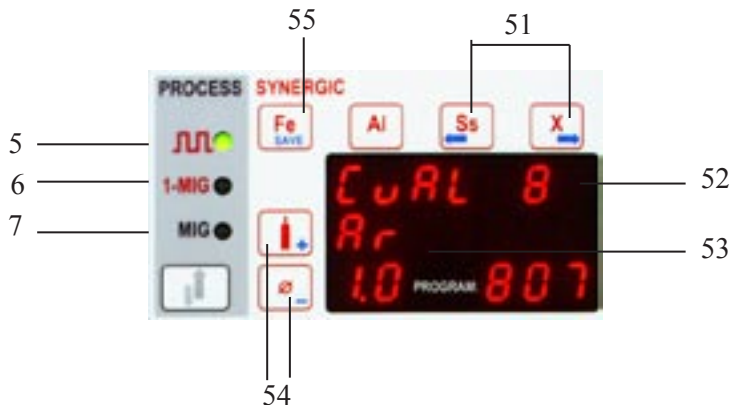 55
51
PROCESS SYNERGIC
Fe SAVE
Al
Ss
X
5
6 1-MIG
7 MIG
CuAL 8
52
Ar
53
+
ø -
1.0 PROGRAM 807
54